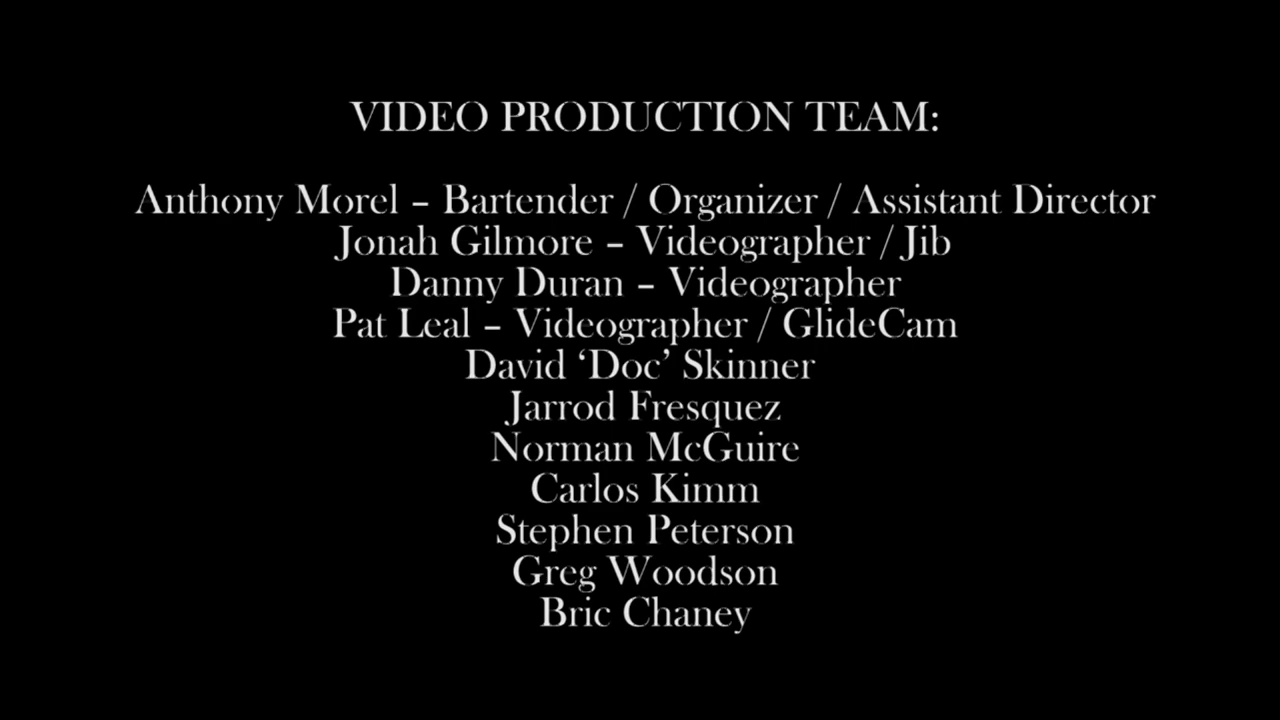 VIDEO PRODUCTION TEAM:
Anthony Morel – Bartender / Organizer / Assistant Director
Jonah Gilmore – Videographer / Jib
Danny Duran – Videographer
Pat Leal – Videographer / GlideCam
David ‘Doc’ Skinner
Jarrod Fresquez
Norman McGuire
Carlos Kimm
Stephen Peterson
Greg Woodson
Bric Chaney